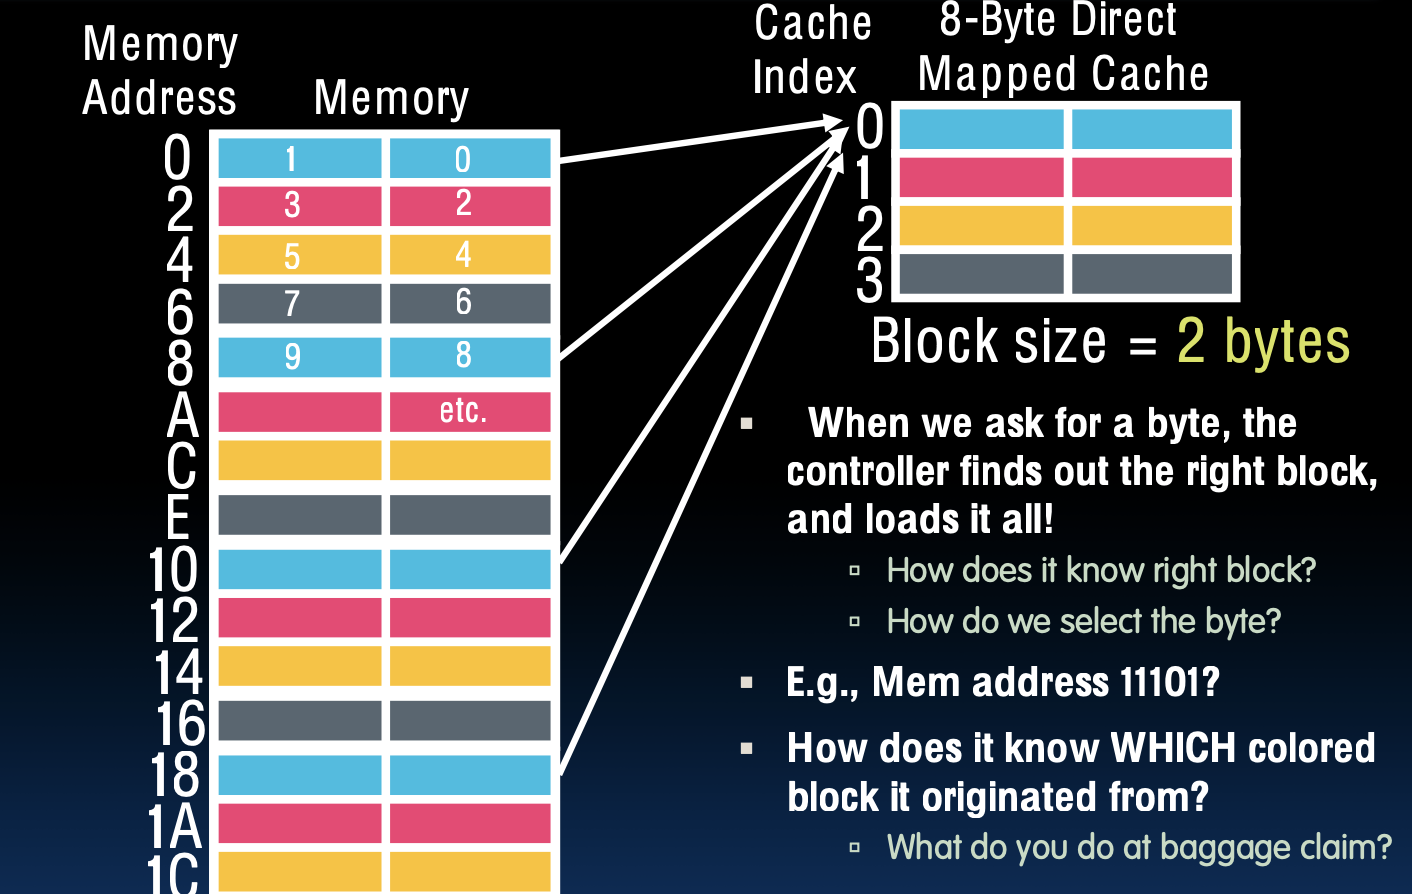 Memory
Address
Memory
0
1 0
2
3 2
4
5 4
6
7 6
8
9 8
A
etc.
C
E
10
12
14
16
18
1A
1C
Cache
Index
8-Byte Direct
Mapped Cache
0
1
2
3
Block size = 2 bytes
▪ When we ask for a byte, the
controller finds out the right block,
and loads it all!
▫ How does it know right block?
▫ How do we select the byte?
▪ E.g., Mem address 11101?
▪ How does it know WHICH colored
block it originated from?
▫ What do you do at baggage claim?